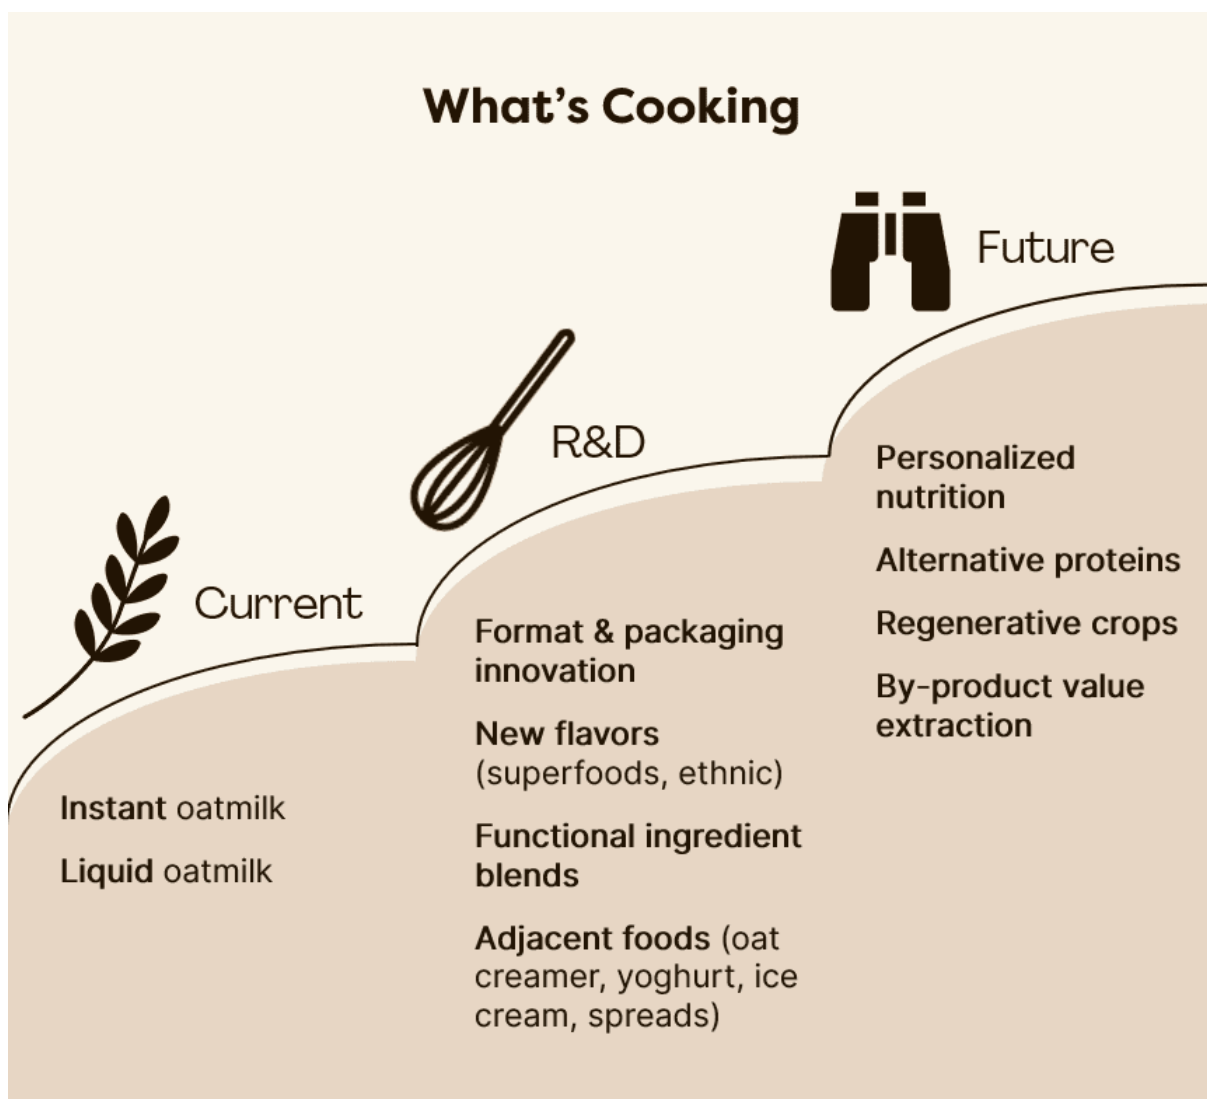 What's Cooking
Current
Instant oatmilk
Liquid oatmilk
R&D
Format & packaging
innovation
New flavors
(superfoods, ethnic)
Functional ingredient
blends
Adjacent foods (oat
creamer, yoghurt, ice
cream, spreads)
Future
Personalized
nutrition
Alternative proteins
Regenerative crops
By-product value
extraction